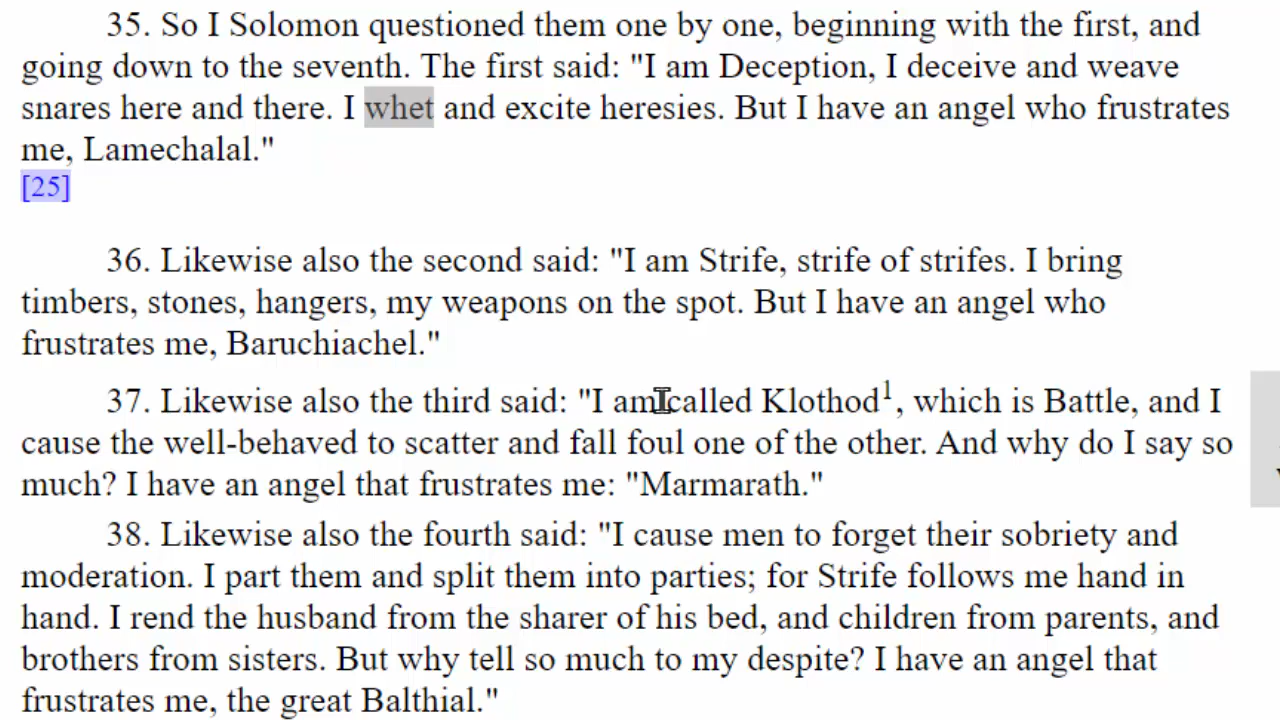 35. So I Solomon questioned them one by one, beginning with the first, and
going down to the seventh. The first said: "I am Deception, I deceive and weave
snares here and there. I whet and excite heresies. But I have an angel who frustrates
me, Lamechalal."
[25]
36. Likewise also the second said: "I am Strife, strife of strifes. I bring
timbers, stones, hangers, my weapons on the spot. But I have an angel who
frustrates me, Baruchiachel."
37. Likewise also the third said: "I am called Klothod¹, which is Battle, and I
cause the well-behaved to scatter and fall foul one of the other. And why do I say so
much? I have an angel that frustrates me: "Marmarath."
38. Likewise also the fourth said: "I cause men to forget their sobriety and
moderation. I part them and split them into parties; for Strife follows me hand in
hand. I rend the husband from the sharer of his bed, and children from parents, and
brothers from sisters. But why tell so much to my despite? I have an angel that
frustrates me, the great Balthial."